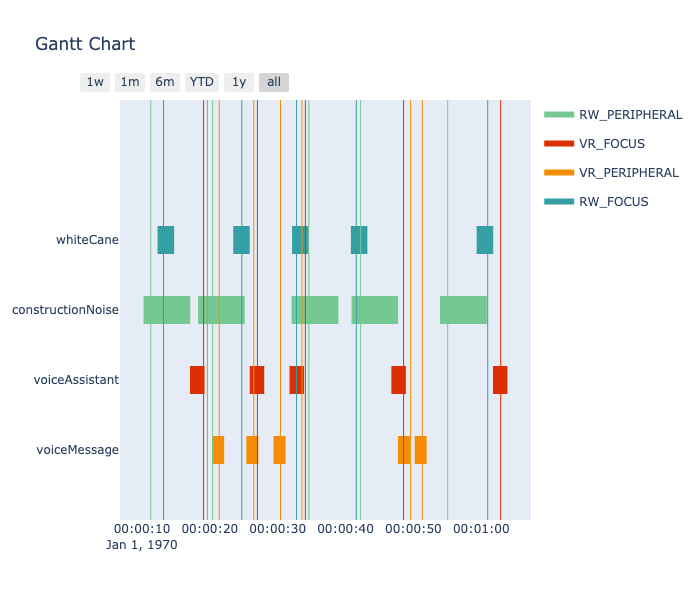 Gantt Chart
1w 1m 6m YTD 1y all
RW_PERIPHERAL
VR_FOCUS
VR_PERIPHERAL
RW_FOCUS
whiteCane
constructionNoise
voiceAssistant
voiceMessage
00:00:10 00:00:20 00:00:30 00:00:40 00:00:50 00:01:00
Jan 1, 1970